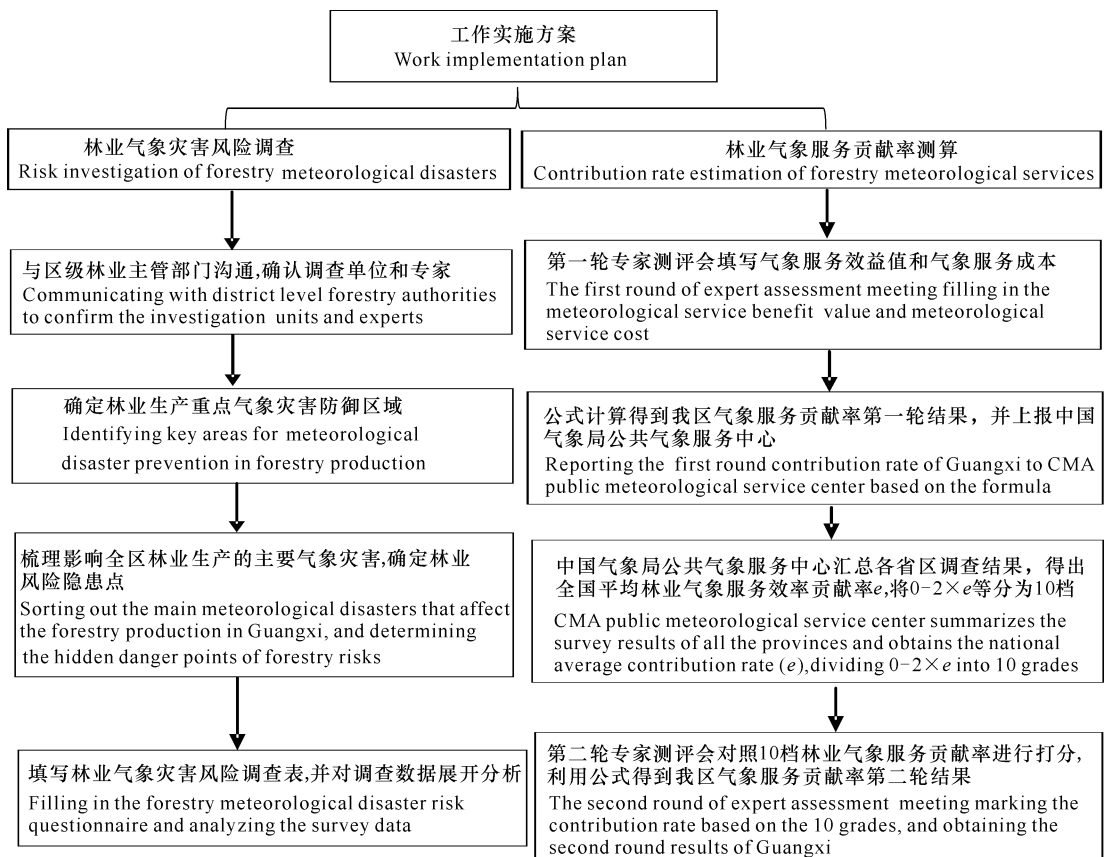 工作实施方案
Work implementation plan
林业气象灾害风险调查
Risk investigation of forestry meteorological disasters
与区级林业主管部门沟通,确认调查单位和专家
Communicating with district level forestry authorities
to confirm the investigation units and experts
确定林业生产重点气象灾害防御区域
Identifying key areas for meteorological
disaster prevention in forestry production
梳理影响全区林业生产的主要气象灾害,确定林业
风险隐患点
Sorting out the main meteorological disasters that affect
the forestry production in Guangxi, and determining
the hidden danger points of forestry risks
填写林业气象灾害风险调查表,并对调查数据展开分析
Filling in the forestry meteorological disaster risk
questionnaire and analyzing the survey data
林业气象服务贡献率测算
Contribution rate estimation of forestry meteorological services
第一轮专家测评会填写气象服务效益值和气象服务成本
The first round of expert assessment meeting filling in the
meteorological service benefit value and meteorological
service cost
公式计算得到我区气象服务贡献率第一轮结果，并上报中国
气象局公共气象服务中心
Reporting the first round contribution rate of Guangxi to CMA
public meteorological service center based on the formula
中国气象局公共气象服务中心汇总各省区调查结果，得出
全国平均林业气象服务效率贡献率e,将0-2×e等分为10档
CMA public meteorological service center summarizes the
survey results of all the provinces and obtains the national
average contribution rate (e),dividing 0-2×e into 10 grades
第二轮专家测评会对照10档林业气象服务贡献率进行打分,
利用公式得到我区气象服务贡献率第二轮结果
The second round of expert assessment meeting marking the
contribution rate based on the 10 grades, and obtaining the
second round results of Guangxi